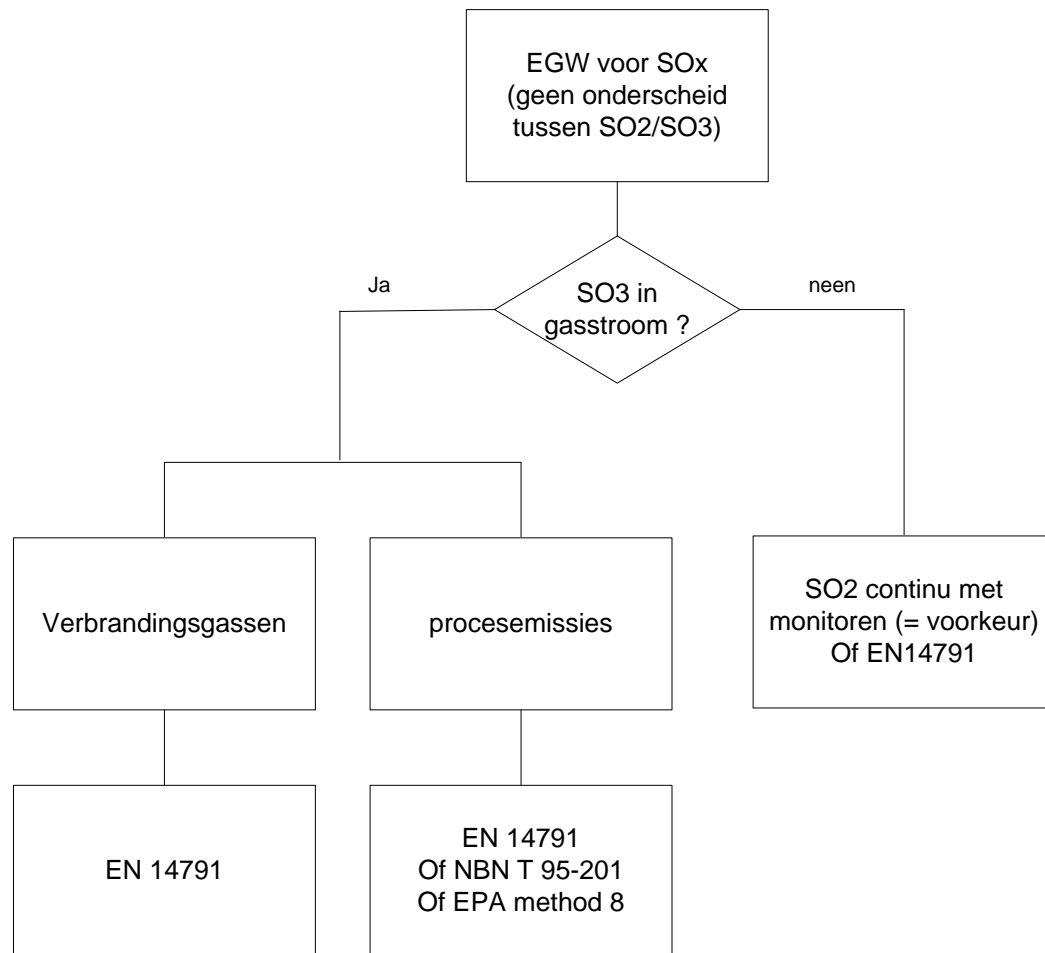 EGW voor SOx
(geen onderscheid
tussen SO2/SO3)
Ja
SO3 in
gasstroom ?
neen
Verbrandingsgassen
procesemissies
SO2 continu met
monitoren (= voorkeur)
Of EN14791
EN 14791
EN 14791
Of NBN T 95-201
Of EPA method 8